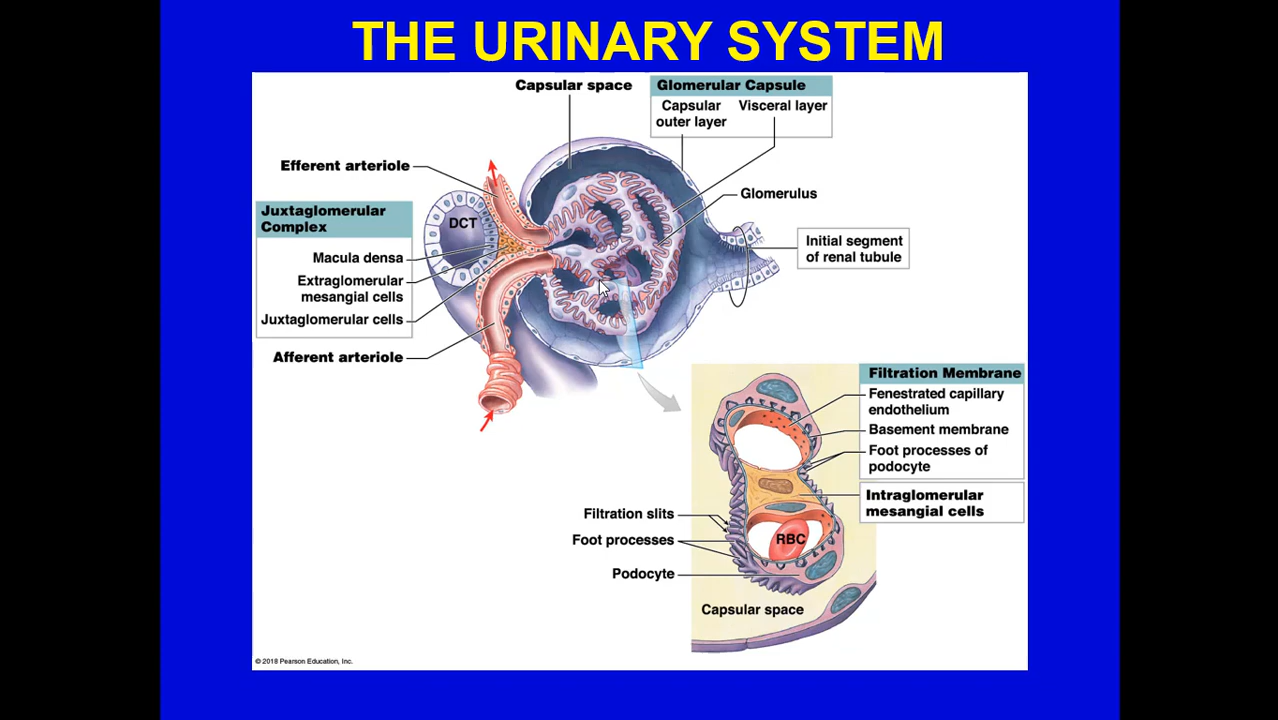 THE URINARY SYSTEM
Capsular space
Glomerular Capsule
Capsular
outer layer
Visceral layer
Efferent arteriole
Glomerulus
Juxtaglomerular
Complex
DCT
Macula densa
Extraglomerular
mesangial cells
Juxtaglomerular cells
Initial segment
of renal tubule
Afferent arteriole
Filtration Membrane
Fenestrated capillary
endothelium
Basement membrane
Foot processes of
podocyte
Intraglomerular
mesangial cells
Filtration slits
Foot processes
RBC
Podocyte
Capsular space
© 2018 Pearson Education, Inc.